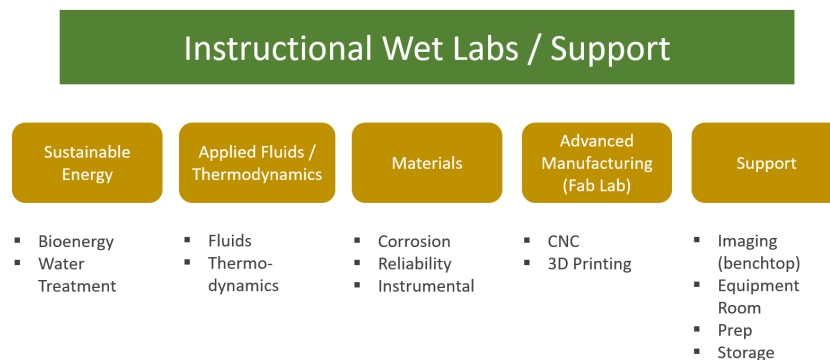 Instructional Wet Labs / Support
Sustainable
Energy
▪ Bioenergy
▪ Water
Treatment
Applied Fluids /
Thermodynamics
▪ Fluids
▪ Thermo-
dynamics
Materials
▪ Corrosion
▪ Reliability
▪ Instrumental
Advanced
Manufacturing
(Fab Lab)
▪ CNC
▪ 3D Printing
Support
▪ Imaging
(benchtop)
▪ Equipment
Room
▪ Prep
▪ Storage